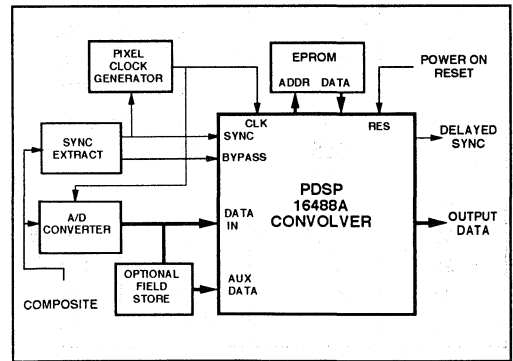 PIXEL
CLOCK
GENERATOR
EPROM
ADDR DATA
POWER ON
RESET
CLK
RES
SYNC
DELAYED
SYNC
SYNC
EXTRACT
BYPASS
PDSP
16488A
CONVOLVER
A/D
CONVERTER
DATA
IN
OUTPUT
DATA
OPTIONAL
FIELD
STORE
AUX
DATA
COMPOSITE